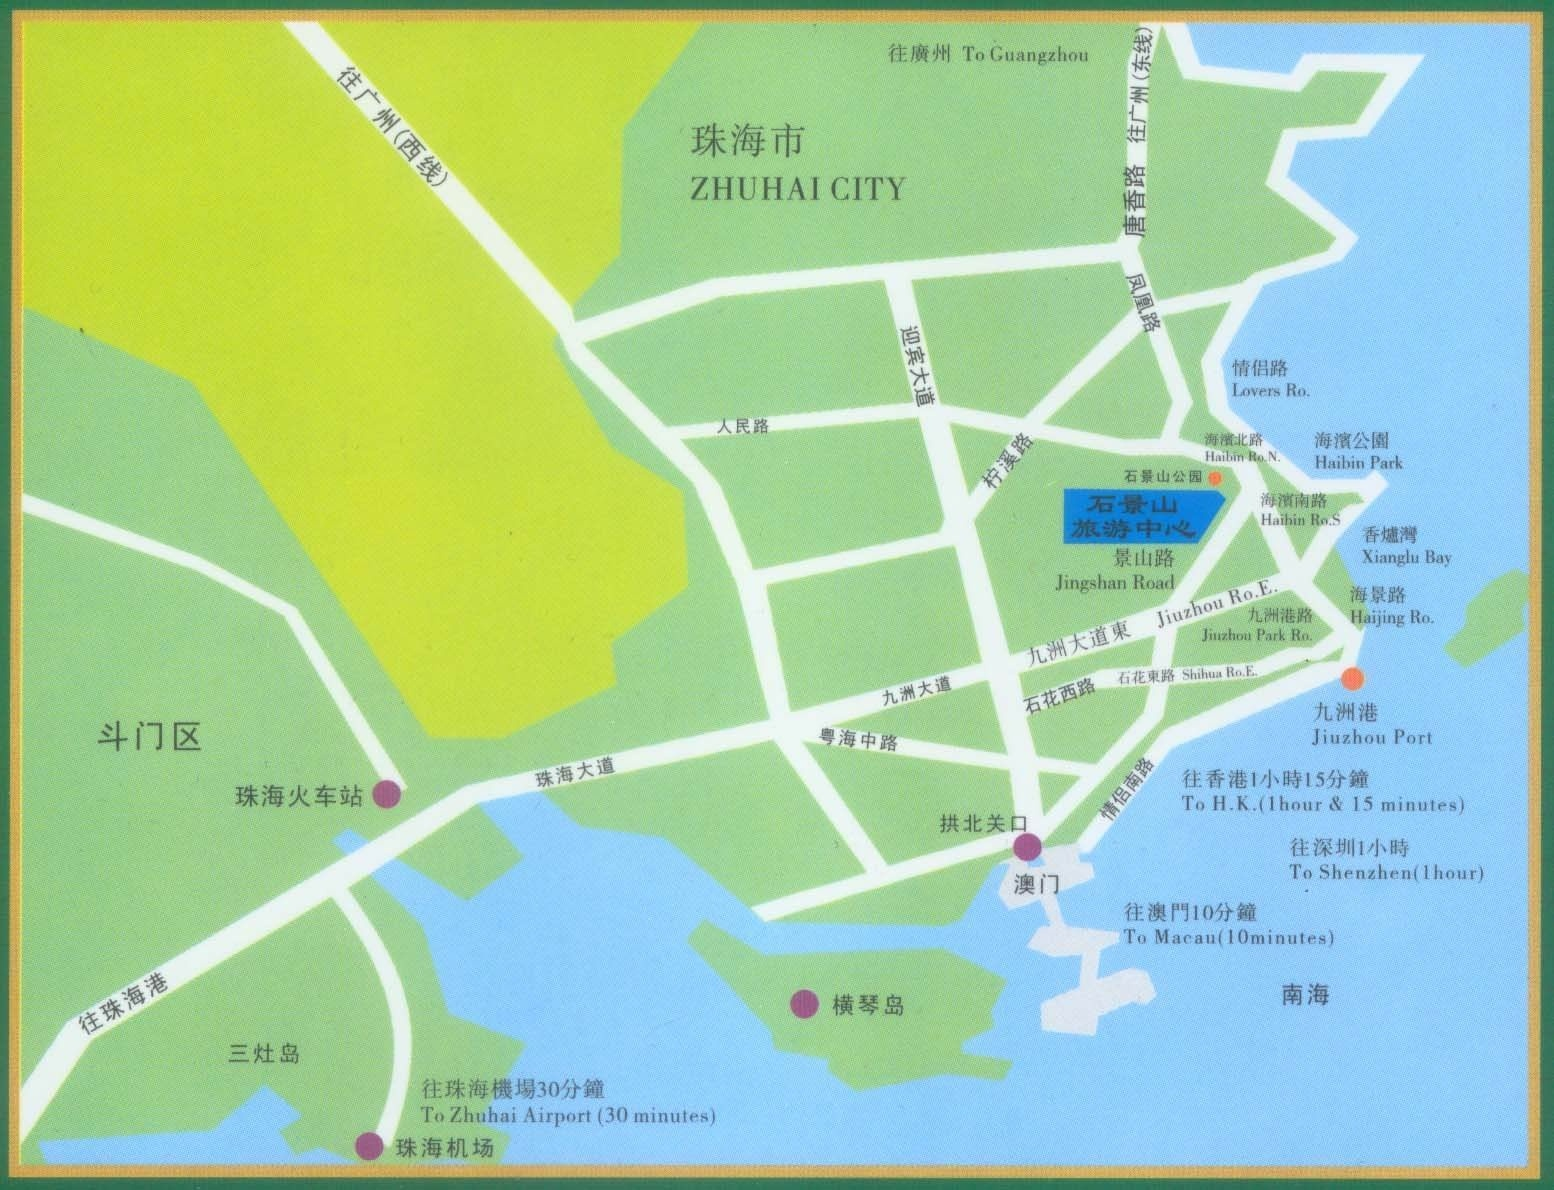 往廣州 To Guangzhou
往广州(西线)
往广州(东线)
珠海市
ZHUHAI CITY
唐香路
凤凰路
迎宾大道
情侣路
Lovers Ro.
人民路
柠溪路
海濱北路
Haibin Ro.N.
海濱公園
Haibin Park
石景山公园
石景山
旅游中心
海濱南路
Haibin Ro.S
香爐灣
Xianglu Bay
景山路
Jingshan Road
海景路
Haijing Ro.
九洲大道東 Jiuzhou Ro.E.
九洲港路
Jiuzhou Park Ro.
石花東路 Shihua Ro.E.
九洲大道
石花西路
九洲港
Jiuzhou Port
斗门区
粤海中路
珠海大道
珠海火车站
情侣南路
往香港1小時15分鐘
To H.K.(1hour & 15 minutes)
拱北关口
往深圳1小時
To Shenzhen(1hour)
澳门
往澳門10分鐘
To Macau(10minutes)
往珠海港
横琴岛
南海
三灶岛
往珠海機場30分鐘
To Zhuhai Airport (30 minutes)
珠海机场